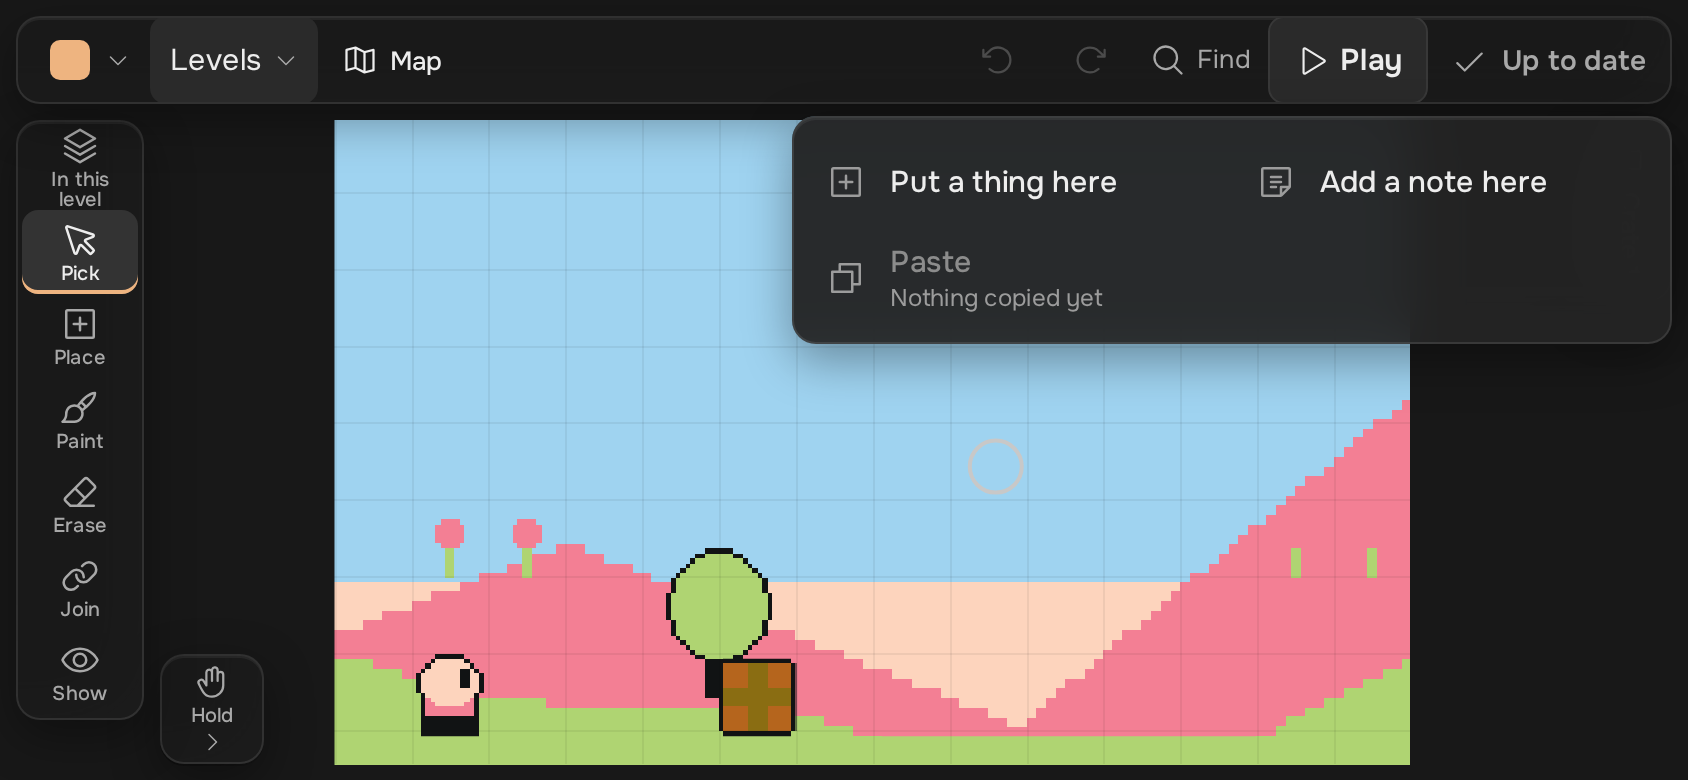 Levels
Map
Find
Play
Up to date
In this
level
Pick
Place
Paint
Erase
Join
Show
Hold
Put a thing here
Add a note here
Paste
Nothing copied yet